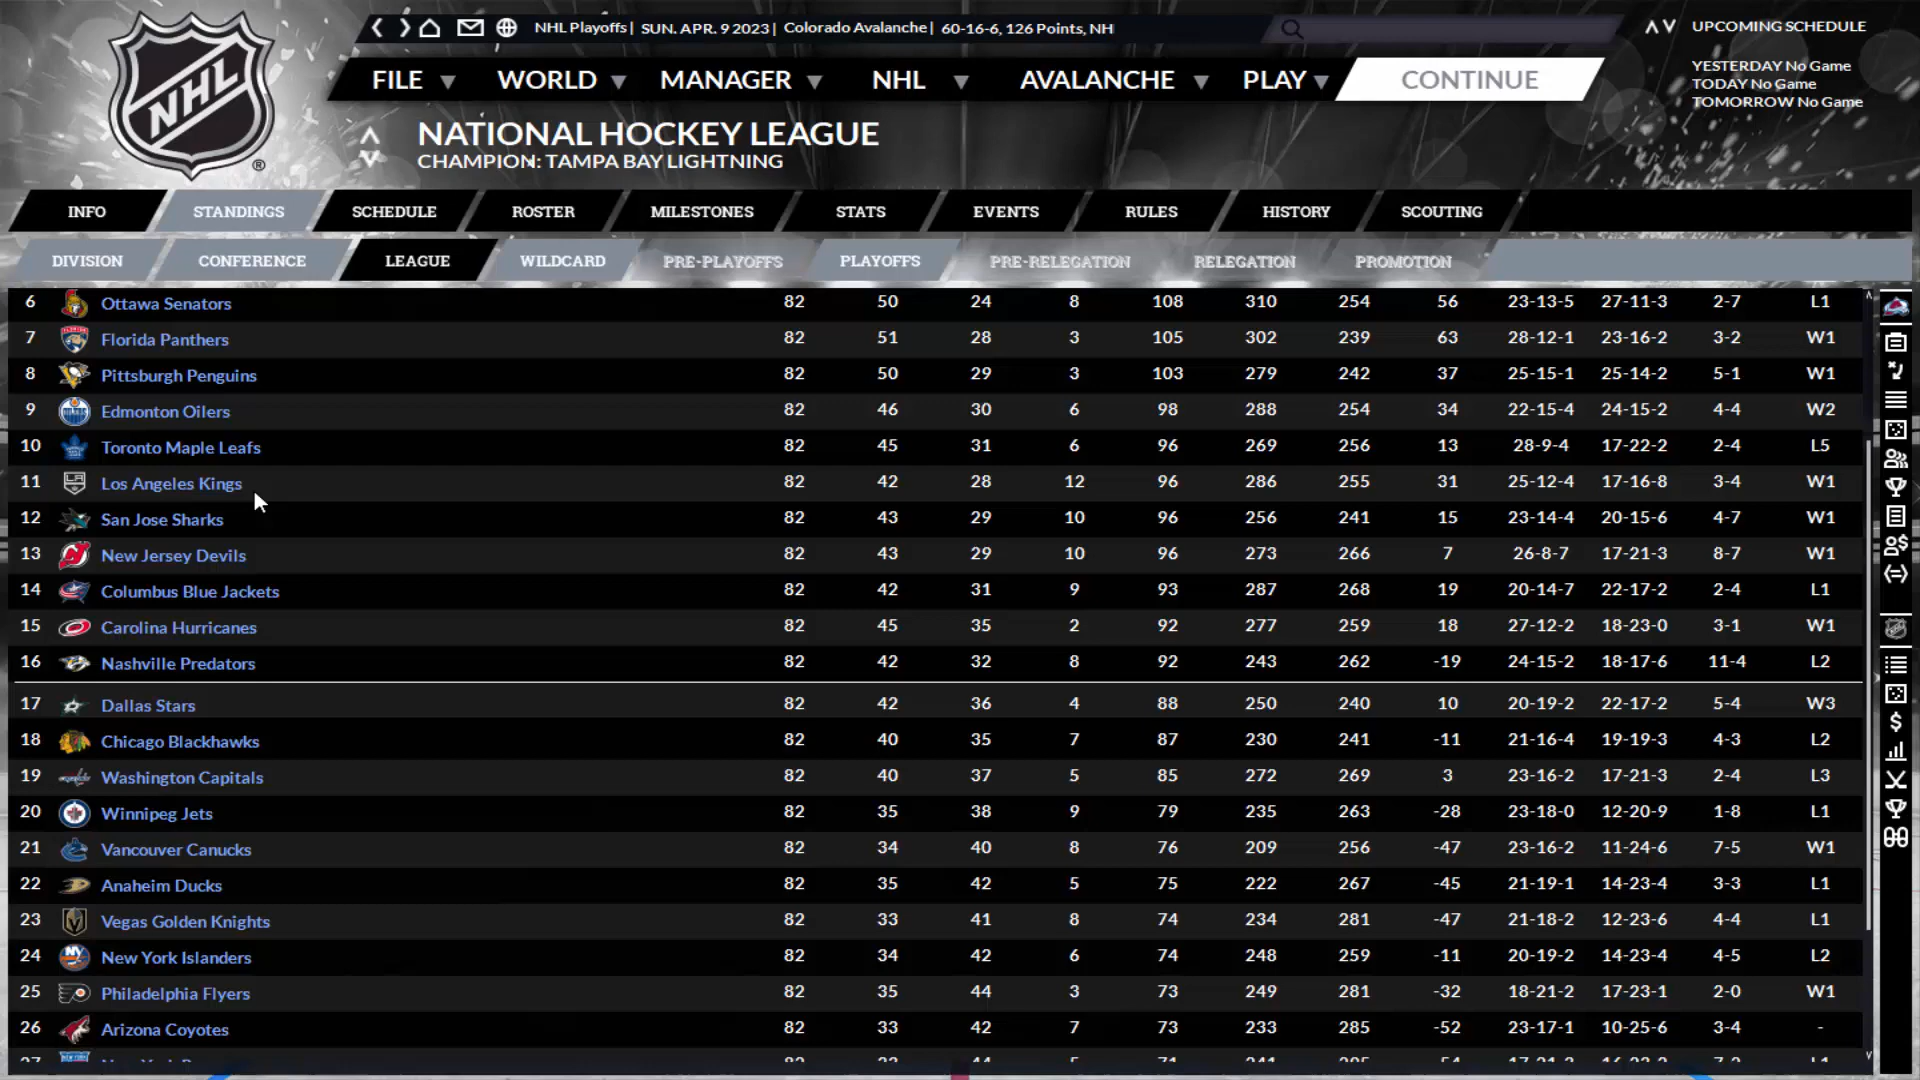 NHL Playoffs | SUN. APR. 9 2023 | Colorado Avalanche | 60-16-6, 126 Points, NH
UPCOMING SCHEDULE
YESTERDAY No Game
TODAY No Game
TOMORROW No Game
FILE WORLD MANAGER NHL AVALANCHE PLAY CONTINUE
NHL
NATIONAL HOCKEY LEAGUE
CHAMPION: TAMPA BAY LIGHTNING
INFO STANDINGS SCHEDULE ROSTER MILESTONES STATS EVENTS RULES HISTORY SCOUTING
DIVISION CONFERENCE LEAGUE WILDCARD PRE-PLAYOFFS PLAYOFFS PRE-RELEGATION RELEGATION PROMOTION
6 Ottawa Senators 82 50 24 8 108 310 254 56 23-13-5 27-11-3 2-7 L1
7 Florida Panthers 82 51 28 3 105 302 239 63 28-12-1 23-16-2 3-2 W1
8 Pittsburgh Penguins 82 50 29 3 103 279 242 37 25-15-1 25-14-2 5-1 W1
9 Edmonton Oilers 82 46 30 6 98 288 254 34 22-15-4 24-15-2 4-4 W2
10 Toronto Maple Leafs 82 45 31 6 96 269 256 13 28-9-4 17-22-2 2-4 L5
11 Los Angeles Kings 82 42 28 12 96 286 255 31 25-12-4 17-16-8 3-4 W1
12 San Jose Sharks 82 43 29 10 96 256 241 15 23-14-4 20-15-6 4-7 W1
13 New Jersey Devils 82 43 29 10 96 273 266 7 26-8-7 17-21-3 8-7 W1
14 Columbus Blue Jackets 82 42 31 9 93 287 268 19 20-14-7 22-17-2 2-4 L1
15 Carolina Hurricanes 82 45 35 2 92 277 259 18 27-12-2 18-23-0 3-1 W1
16 Nashville Predators 82 42 32 8 92 243 262 -19 24-15-2 18-17-6 11-4 L2
17 Dallas Stars 82 42 36 4 88 250 240 10 20-19-2 22-17-2 5-4 W3
18 Chicago Blackhawks 82 40 35 7 87 230 241 -11 21-16-4 19-19-3 4-3 L2
19 Washington Capitals 82 40 37 5 85 272 269 3 23-16-2 17-21-3 2-4 L3
20 Winnipeg Jets 82 35 38 9 79 235 263 -28 23-18-0 12-20-9 1-8 L1
21 Vancouver Canucks 82 34 40 8 76 209 256 -47 23-16-2 11-24-6 7-5 W1
22 Anaheim Ducks 82 35 42 5 75 222 267 -45 21-19-1 14-23-4 3-3 L1
23 Vegas Golden Knights 82 33 41 8 74 234 281 -47 21-18-2 12-23-6 4-4 L1
24 New York Islanders 82 34 42 6 74 248 259 -11 20-19-2 14-23-4 4-5 L2
25 Philadelphia Flyers 82 35 44 3 73 249 281 -32 18-21-2 17-23-1 2-0 W1
26 Arizona Coyotes 82 33 42 7 73 233 285 -52 23-17-1 10-25-6 3-4 -